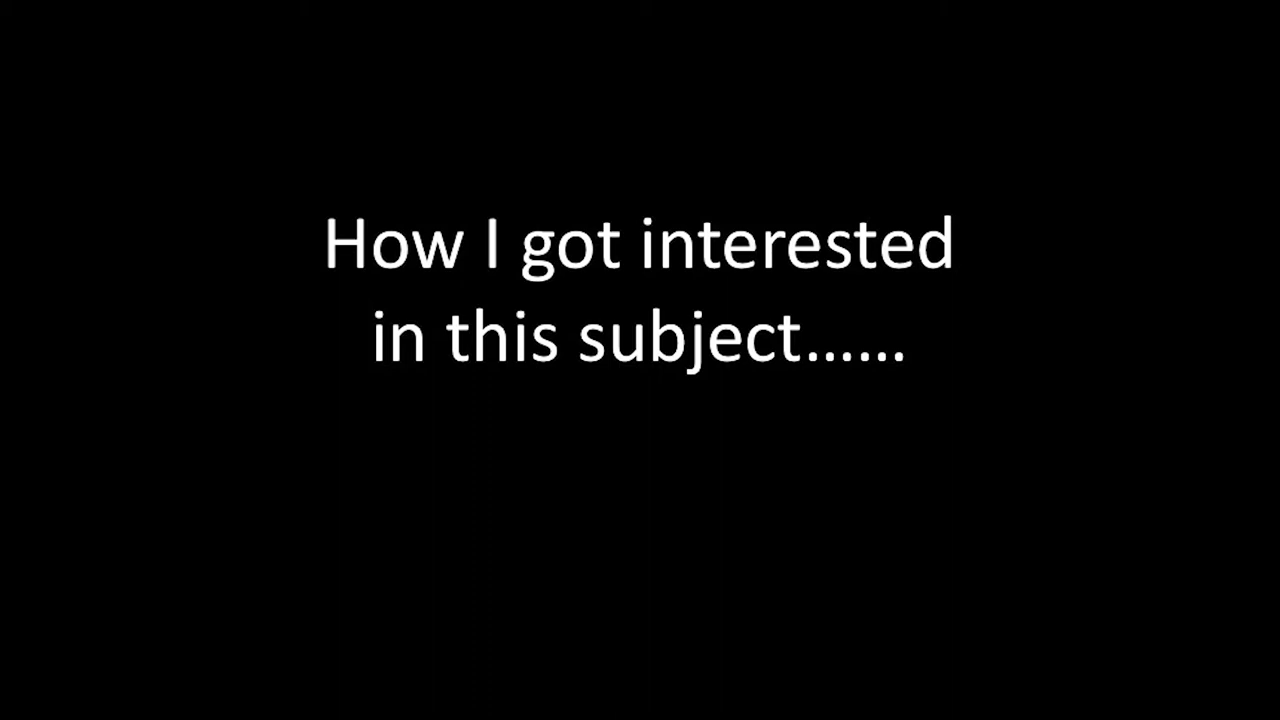 How I got interested
in this subject......